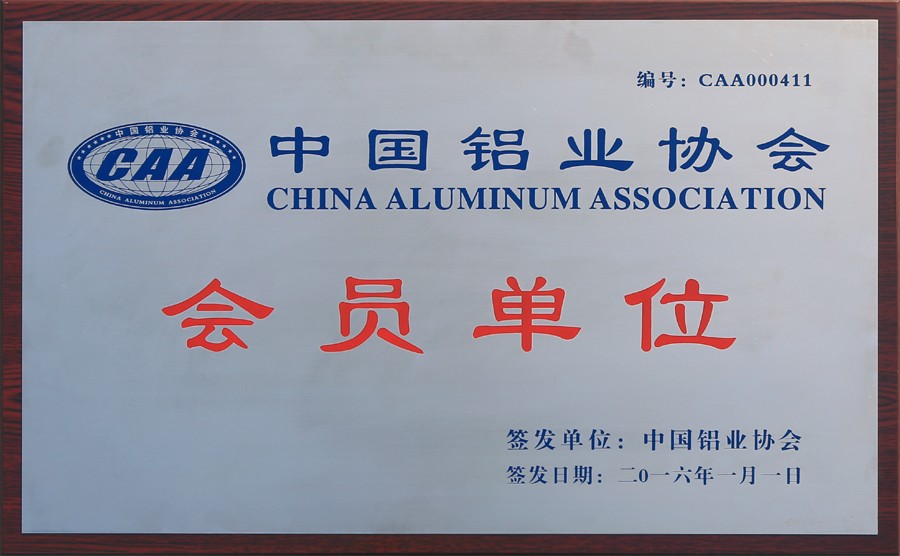 编号：CAA000411
中国铝业协会
CAA
CHINA ALUMINUM ASSOCIATION
中国铝业协会
CHINA ALUMINUM ASSOCIATION
会员单位
签发单位：中国铝业协会
签发日期：二0一六年一月一日